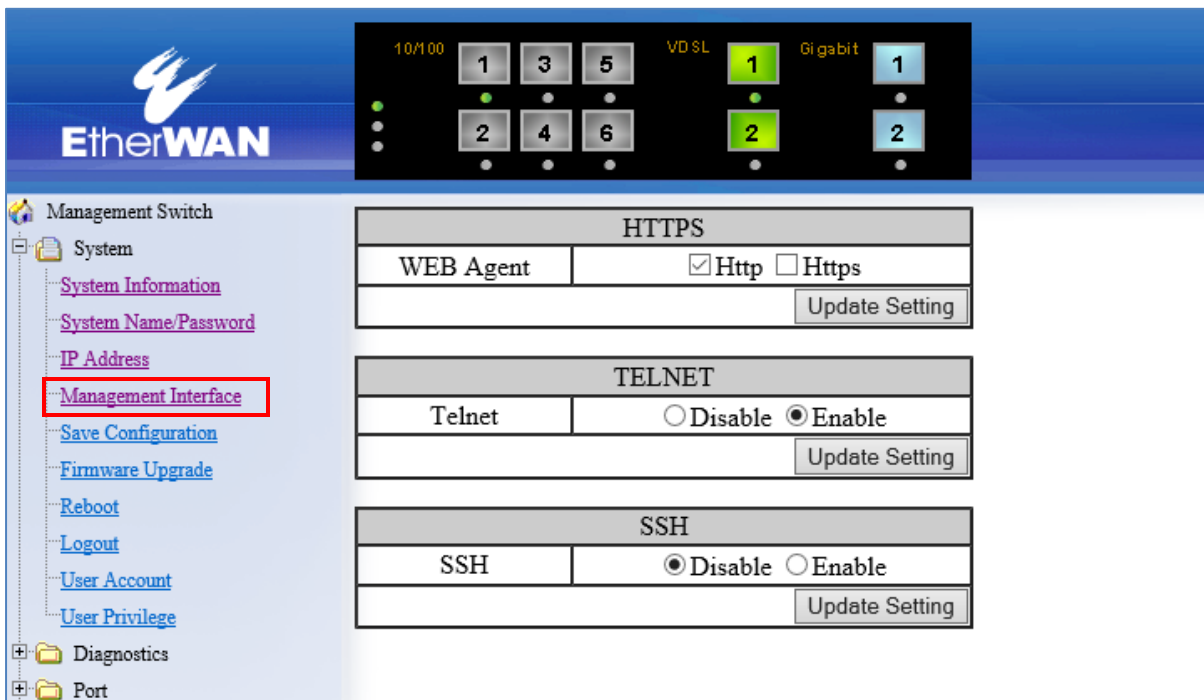 10/100 1 3 5 VDSL 1 Gigabit 1
2 4 6 2 2
EtherWAN
Management Switch
System
System Information
System Name/Password
IP Address
Management Interface
Save Configuration
Firmware Upgrade
Reboot
Logout
User Account
User Privilege
Diagnostics
Port
HTTPS
WEB Agent Http Https
Update Setting
TELNET
Telnet Disable Enable
Update Setting
SSH
SSH Disable Enable
Update Setting